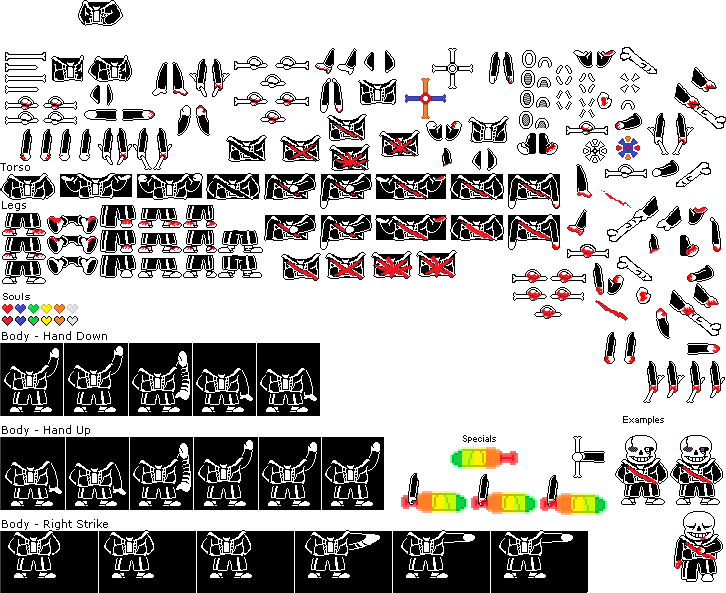 Torso
Legs
Souls
Body - Hand Down
Body - Hand Up
Specials
Examples
Body - Right Strike